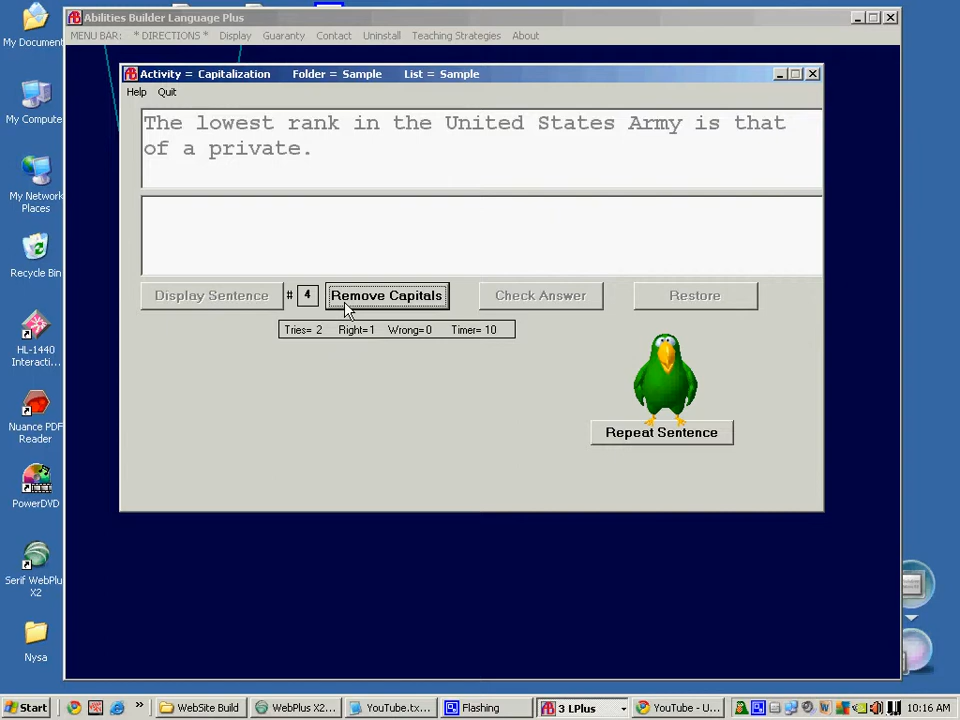 Abilities Builder Language Plus
MENU BAR: * DIRECTIONS * Display Guaranty Contact Uninstall Teaching Strategies About
My Document
My Compute
My Network
Places
Recycle Bin
HL-1440
Interacti...
Nuance PDF
Reader
PowerDVD
Serif WebPlus
X2
Nysa
Activity = Capitalization Folder = Sample List = Sample
Help Quit
The lowest rank in the United States Army is that
of a private.
Display Sentence # 4 Remove Capitals Check Answer Restore
Tries= 2 Right=1 Wrong=0 Timer= 10
Repeat Sentence
Start » WebSite Build WebPlus X2... YouTube.tx... Flashing 3 LPlus YouTube - U... 10:16 AM